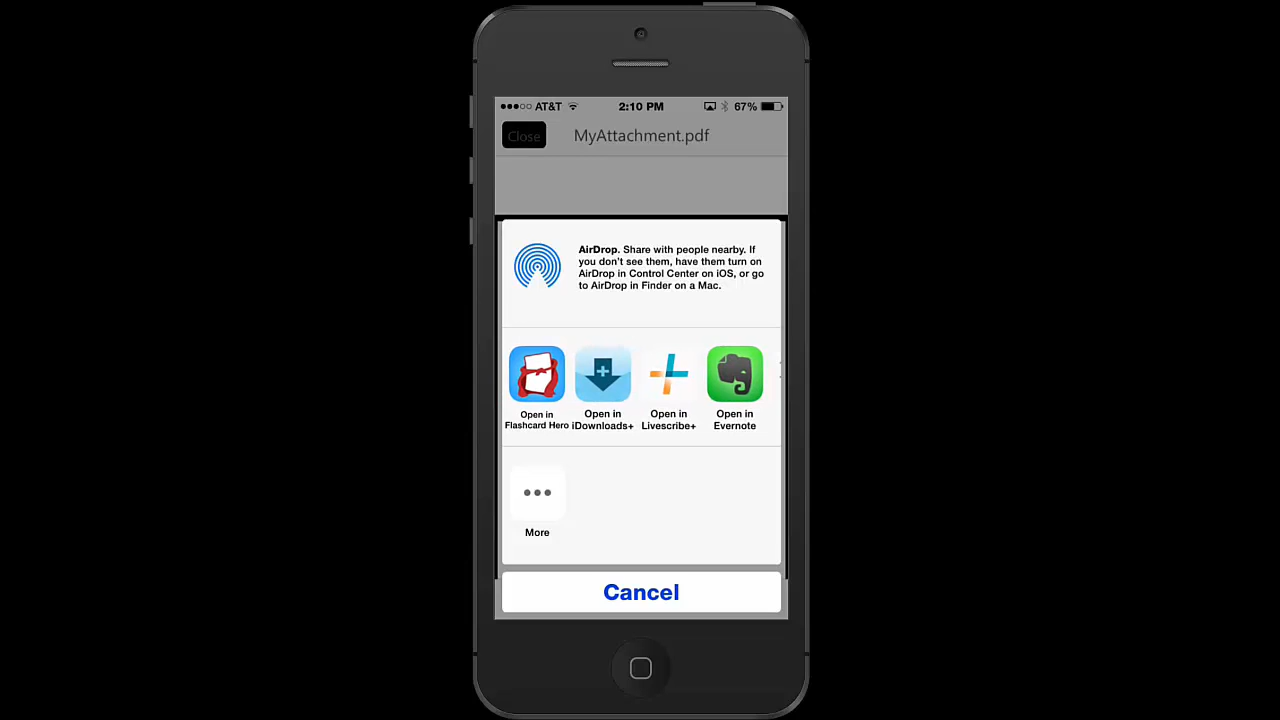 AT&T 2:10 PM 67%
Close MyAttachment.pdf
AirDrop. Share with people nearby. If
you don't see them, have them turn on
AirDrop in Control Center on iOS, or go
to AirDrop in Finder on a Mac.
Open in Flashcard Hero
Open in iDownloads+
Open in Livescribe+
Open in Evernote
More
Cancel